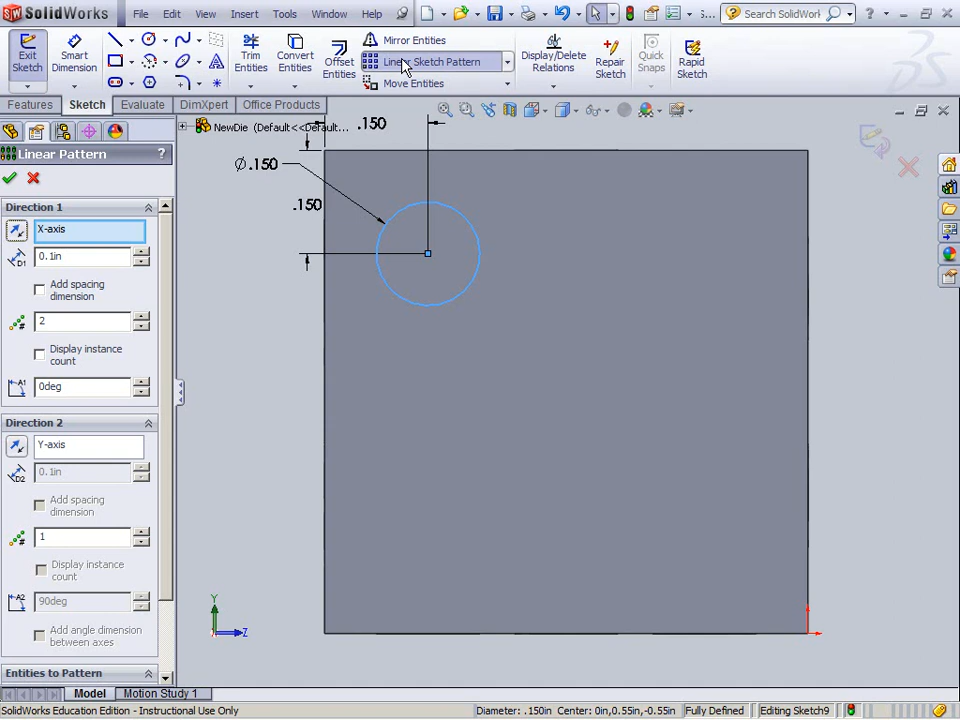 SolidWorks File Edit View Insert Tools Window Help S... Search SolidWorks ?
Exit Sketch
Smart Dimension
Trim Entities
Convert Entities
Offset Entities
Mirror Entities
Linear Sketch Pattern
Move Entities
Display/Delete Relations
Repair Sketch
Quick Snaps
Rapid Sketch
Features Sketch Evaluate DimXpert Office Products
NewDie (Default<<Default...
Linear Pattern ?
Direction 1
X-axis
D1 0.1in
Add spacing
dimension
2
Display instance
count
A1 0deg
Direction 2
Y-axis
D2 0.1in
Add spacing
dimension
1
Display instance
count
A2 90deg
Add angle dimension
between axes
Entities to Pattern
.150
Ø.150
.150
Y
Z
Model Motion Study 1
SolidWorks Education Edition - Instructional Use Only Diameter: .150in Center: 0in,0.55in,-0.55in Fully Defined Editing Sketch9